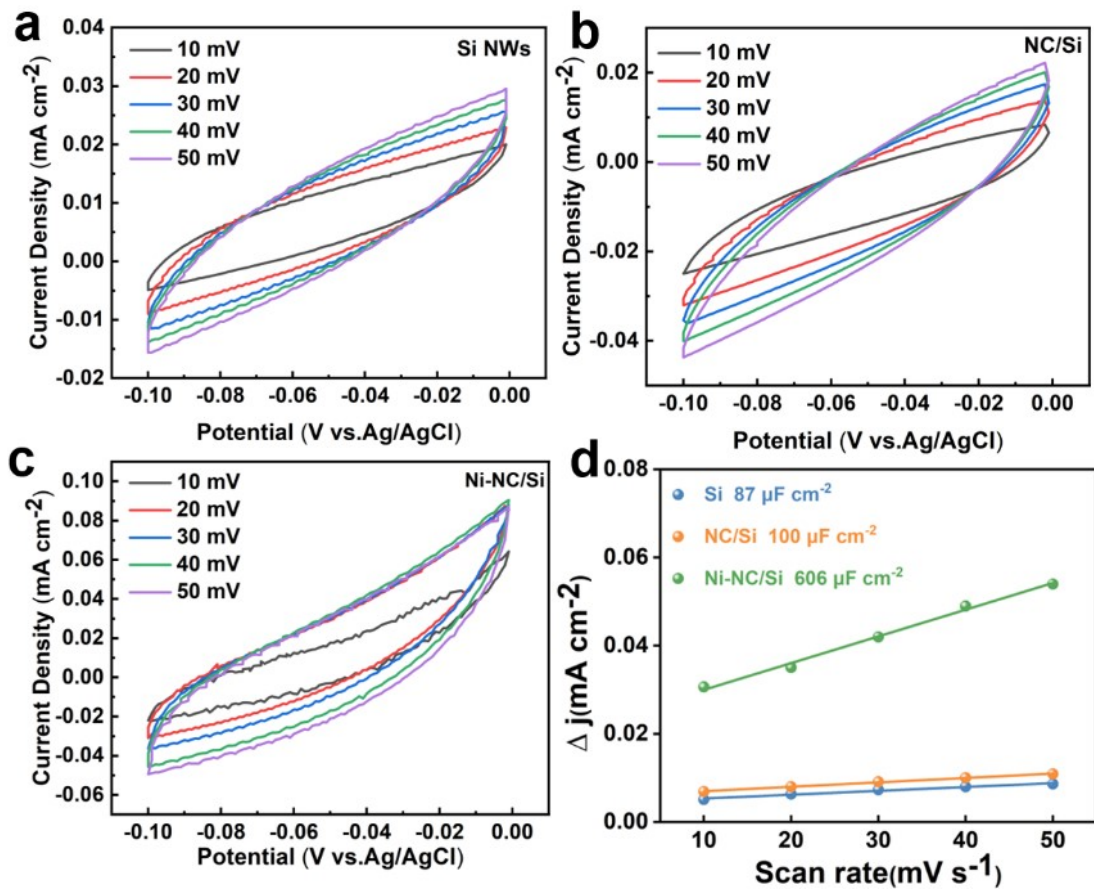 a
Si NWs
10 mV
20 mV
30 mV
40 mV
50 mV
0.04
0.03
0.02
0.01
0.00
-0.01
-0.02
Current Density (mA cm⁻²)
-0.10
-0.08
-0.06
-0.04
-0.02
0.00
Potential (V vs.Ag/AgCl)
b
NC/Si
10 mV
20 mV
30 mV
40 mV
50 mV
0.02
0.00
-0.02
-0.04
Current Density (mA cm⁻²)
-0.10
-0.08
-0.06
-0.04
-0.02
0.00
Potential (V vs.Ag/AgCl)
c
Ni-NC/Si
10 mV
20 mV
30 mV
40 mV
50 mV
0.10
0.08
0.06
0.04
0.02
0.00
-0.02
-0.04
-0.06
Current Density (mA cm⁻²)
-0.10
-0.08
-0.06
-0.04
-0.02
0.00
Potential (V vs.Ag/AgCl)
d
Si 87 µF cm⁻²
NC/Si 100 µF cm⁻²
Ni-NC/Si 606 µF cm⁻²
0.08
0.06
0.04
0.02
0.00
Δ j(mA cm⁻²)
10
20
30
40
50
Scan rate(mV s⁻¹)